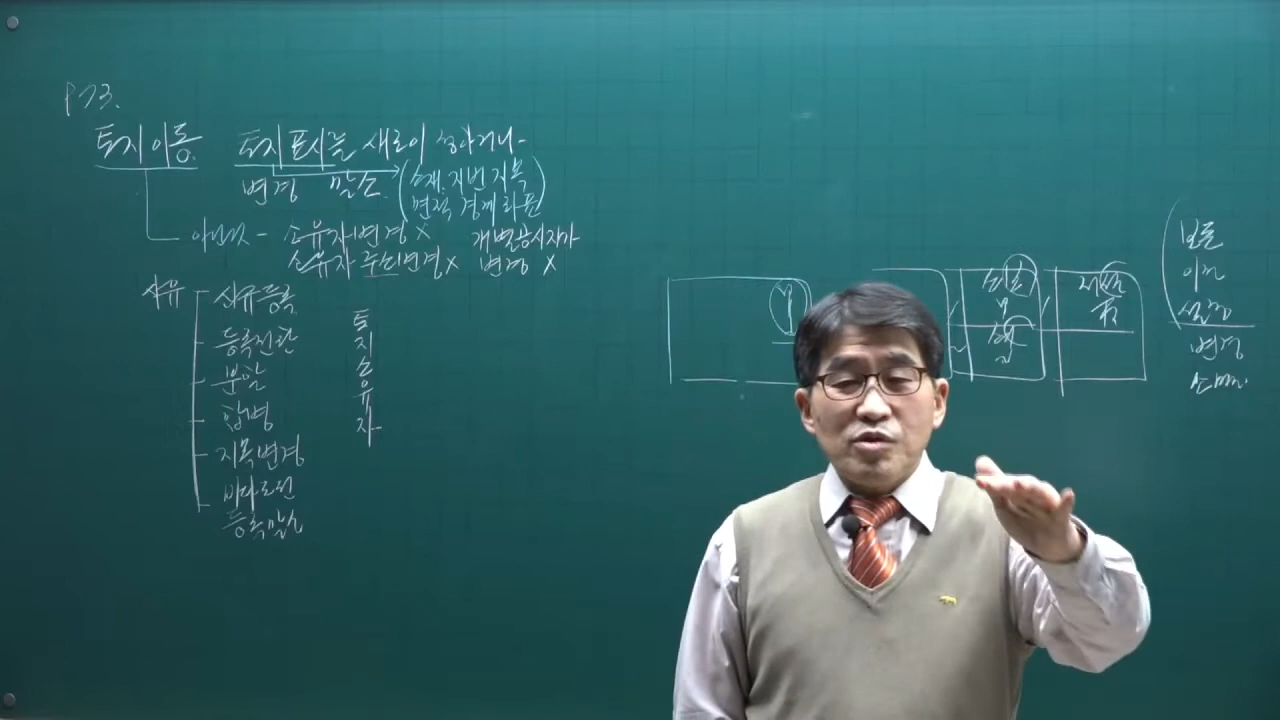 P 73.
토지이동 토지표시를 새로이 정하거나
변경 말소 (소재, 지번 지목
면적 경계 좌표)
아닌것 - 소유자변경 × 개별공시지가
소유자 주소변경 × 변경 ×
사유 신규등록
등록전환
분할
합병
지목변경
바다로된
등록말소
토
지
소
유
자
보존
이전
설정
변경
소멸